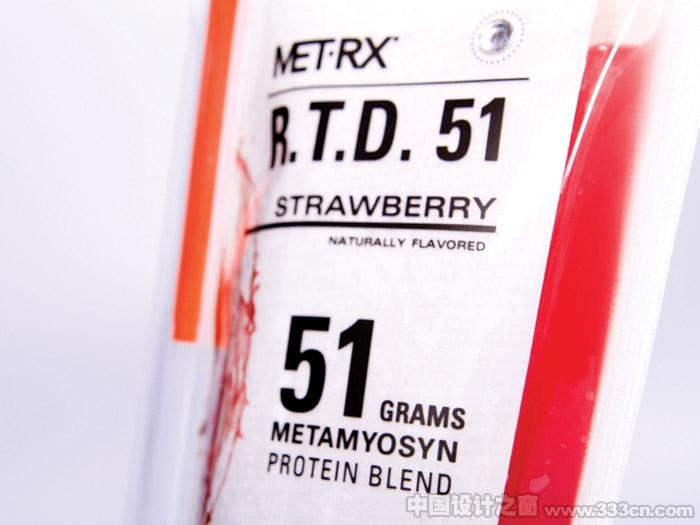 MET-RX
R.T.D. 51
STRAWBERRY
NATURALLY FLAVORED
51 GRAMS
METAMYOSYN
PROTEIN BLEND
中国设计之窗 www.333cn.com